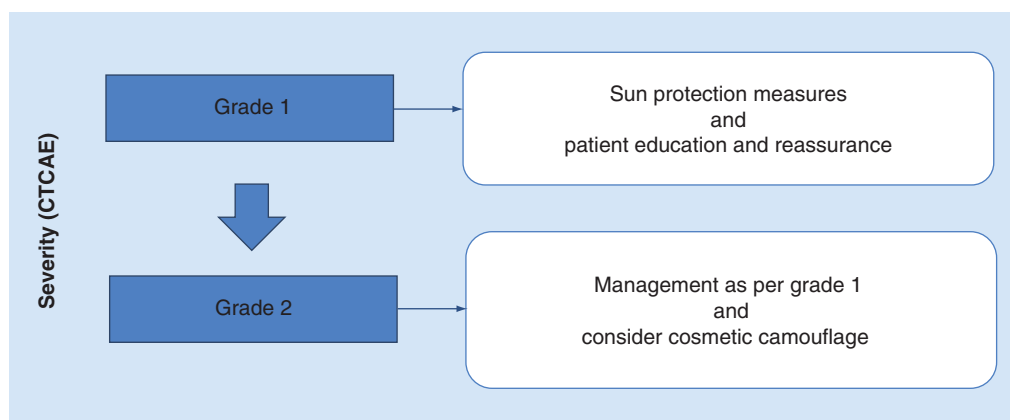 Severity (CTCAE)
Grade 1
Sun protection measures
and
patient education and reassurance
Grade 2
Management as per grade 1
and
consider cosmetic camouflage